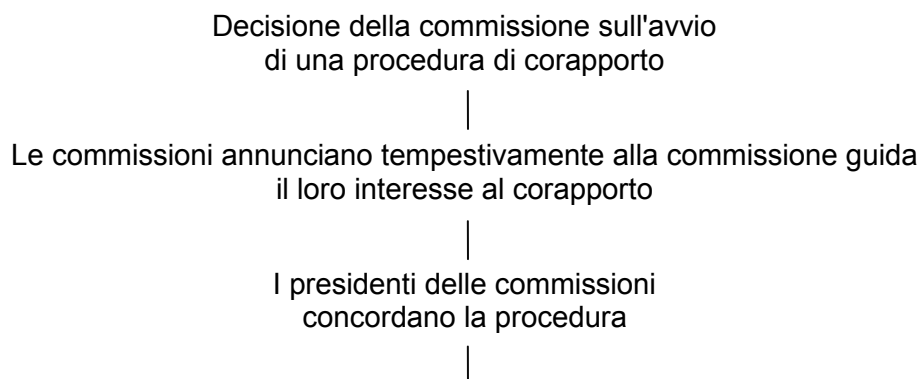 Decisione della commissione sull'avvio
di una procedura di corapporto
Le commissioni annunciano tempestivamente alla commissione guida
il loro interesse al corapporto
I presidenti delle commissioni
concordano la procedura